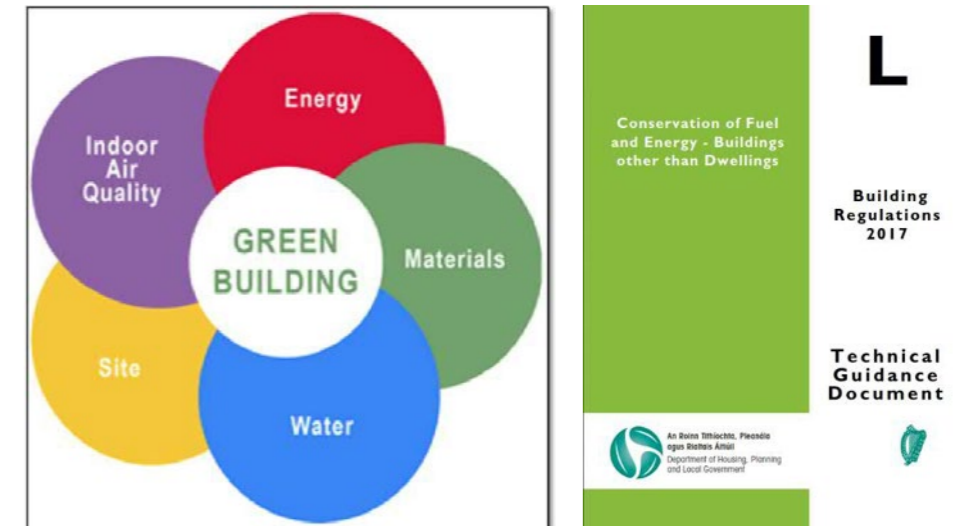 Energy
Indoor
Air
Quality
GREEN
BUILDING
Materials
Site
Water
L
Conservation of Fuel
and Energy - Buildings
other than Dwellings
Building
Regulations
2017
Technical
Guidance
Document
An Roinn Tithíochta, Pleanála
agus Rialtais Áitiúil
Department of Housing, Planning
and Local Government